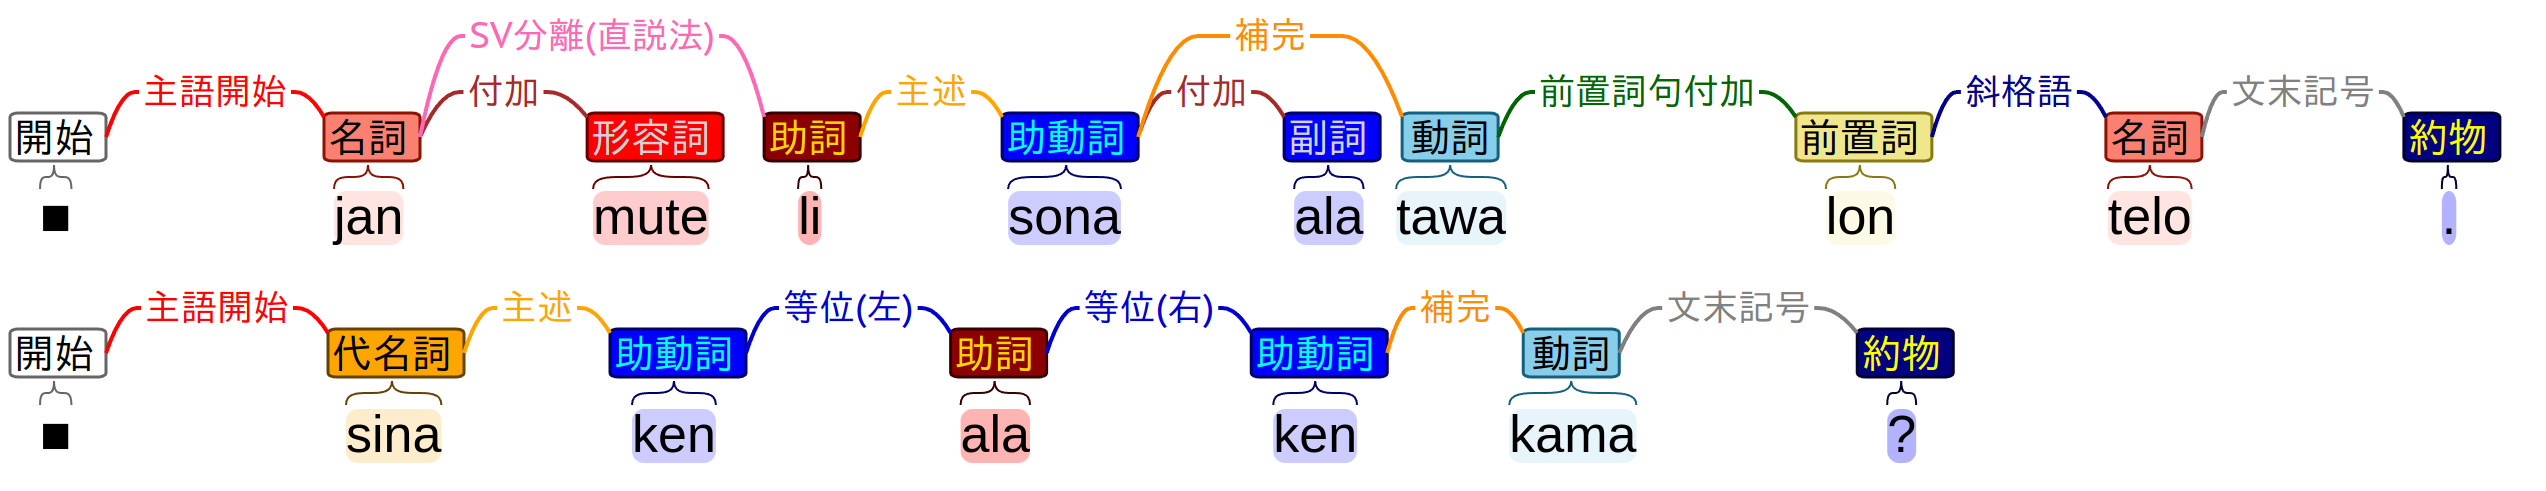 SV分離(直説法) 補完
主語開始 付加 主述 付加 前置詞句付加 斜格語 文末記号
開始 名詞 形容詞 助詞 助動詞 副詞 動詞 前置詞 名詞 約物
■ jan mute li sona ala tawa lon telo .
主語開始 主述 等位(左) 等位(右) 補完 文末記号
開始 代名詞 助動詞 助詞 助動詞 動詞 約物
■ sina ken ala ken kama ?